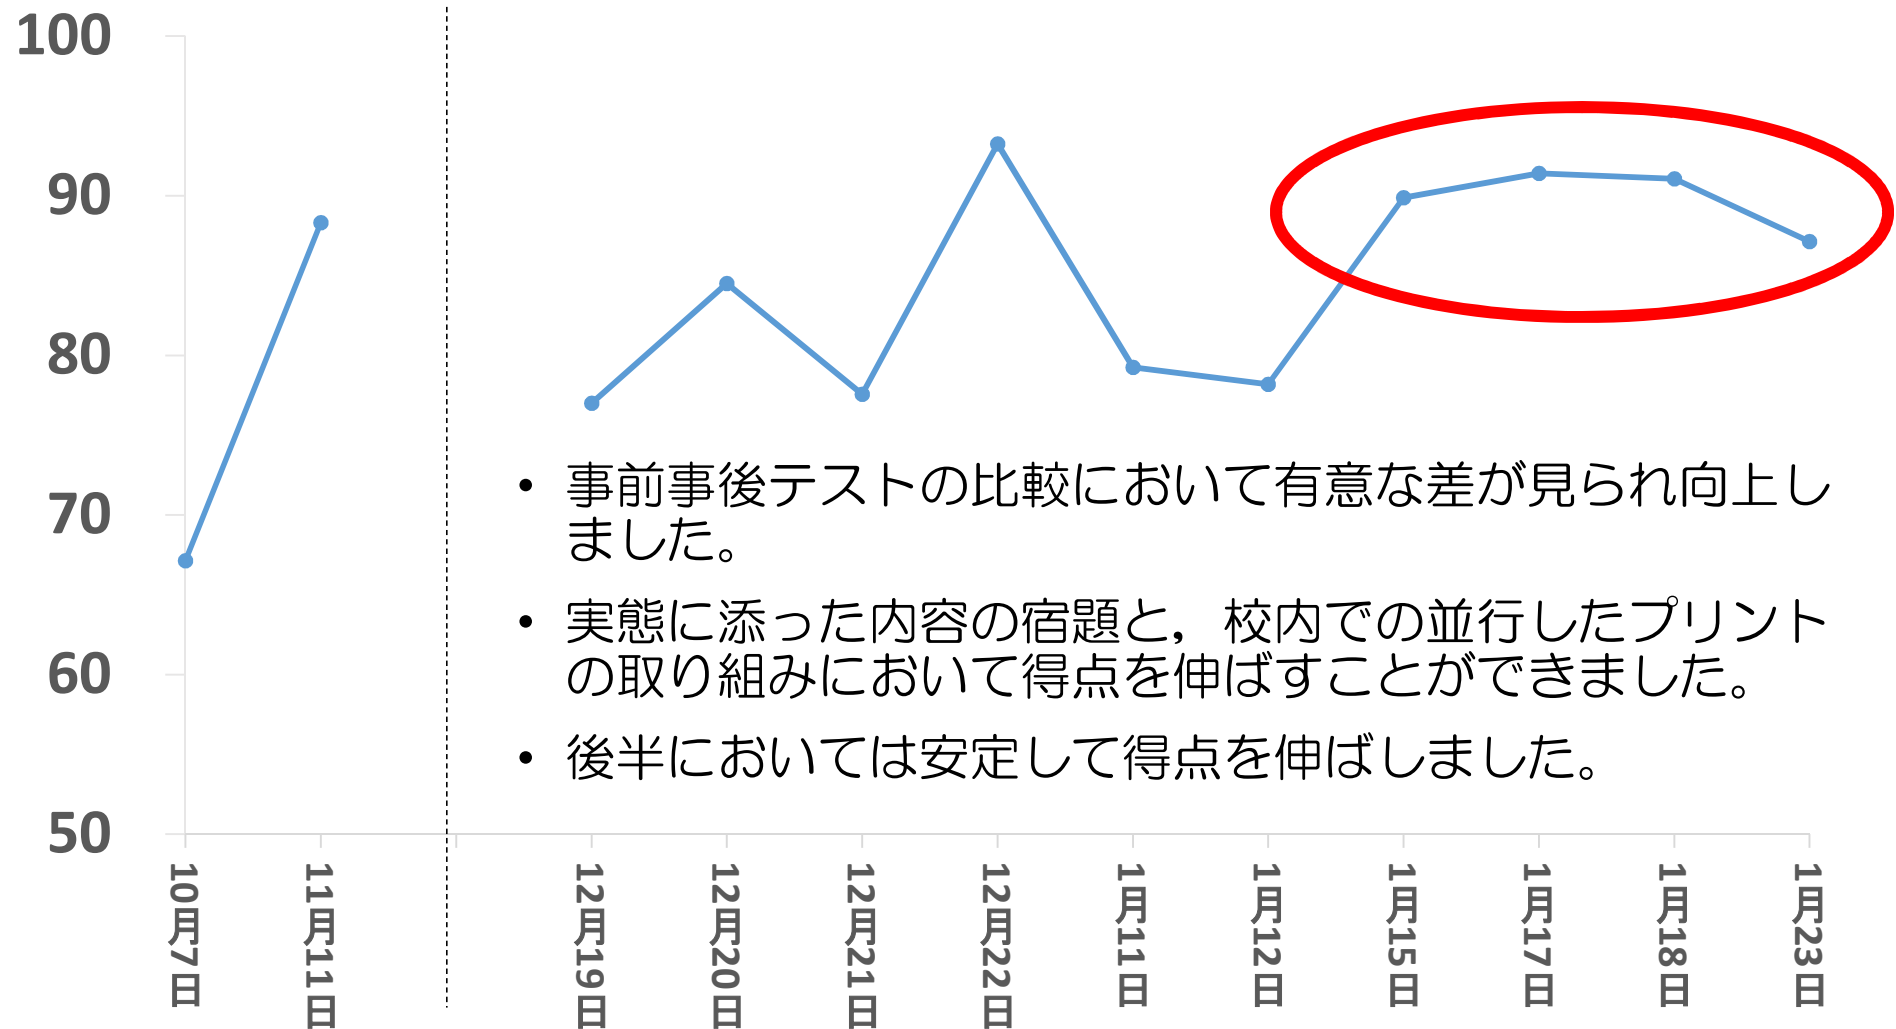 100
90
80
70
60
50
• 事前事後テストの比較において有意な差が見られ向上し
ました。
• 実態に添った内容の宿題と，校内での並行したプリント
の取り組みにおいて得点を伸ばすことができました。
• 後半においては安定して得点を伸ばしました。
10月7日
11月11日
12月19日
12月20日
12月21日
12月22日
1月11日
1月12日
1月15日
1月17日
1月18日
1月23日